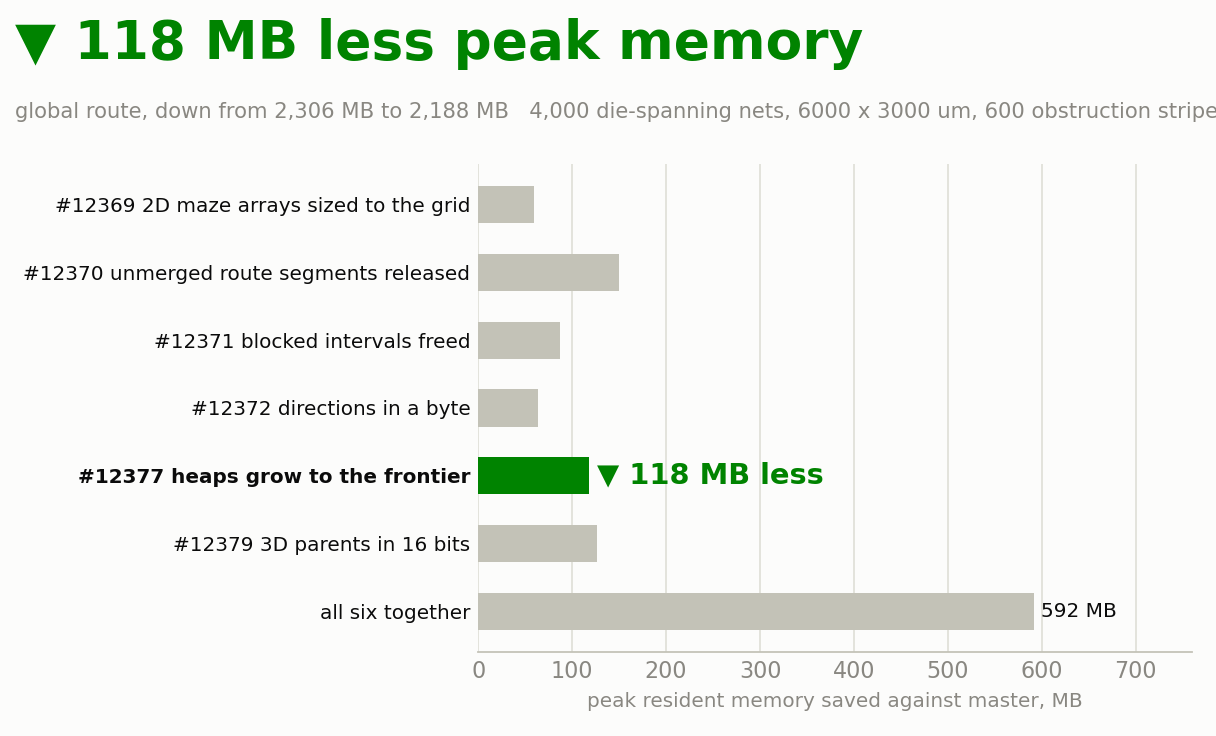 ▼ 118 MB less peak memory
global route, down from 2,306 MB to 2,188 MB   4,000 die-spanning nets, 6000 x 3000 um, 600 obstruction stripe
#12369 2D maze arrays sized to the grid
#12370 unmerged route segments released
#12371 blocked intervals freed
#12372 directions in a byte
#12377 heaps grow to the frontier ▼ 118 MB less
#12379 3D parents in 16 bits
all six together 592 MB
0 100 200 300 400 500 600 700
peak resident memory saved against master, MB